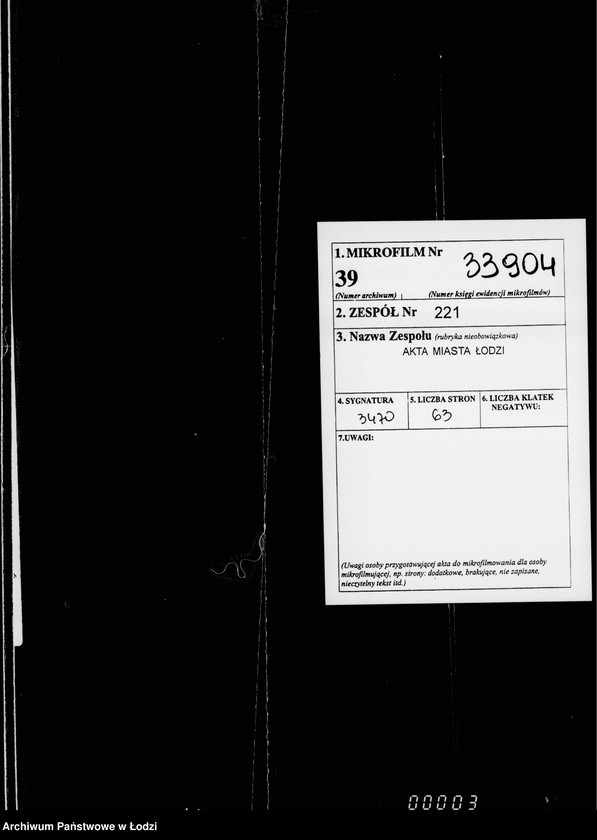 1. MIKROFILM Nr
33904
39
(Numer archiwum) (Numer księgi ewidencji mikrofilmów)
2. ZESPÓŁ Nr 221
3. Nazwa Zespołu (rubryka nieobowiązkowa)
AKTA MIASTA ŁODZI
4. SYGNATURA
3470
5. LICZBA STRON
63
6. LICZBA KLATEK
NEGATYWU:
7.UWAGI:
(Uwagi osoby przygotowującej akta do mikrofilmowania dla osoby
mikrofilmującej, np. strony: dodatkowe, brakujące, nie zapisane,
nieczytelny tekst itd.)
00003
Archiwum Państwowe w Łodzi